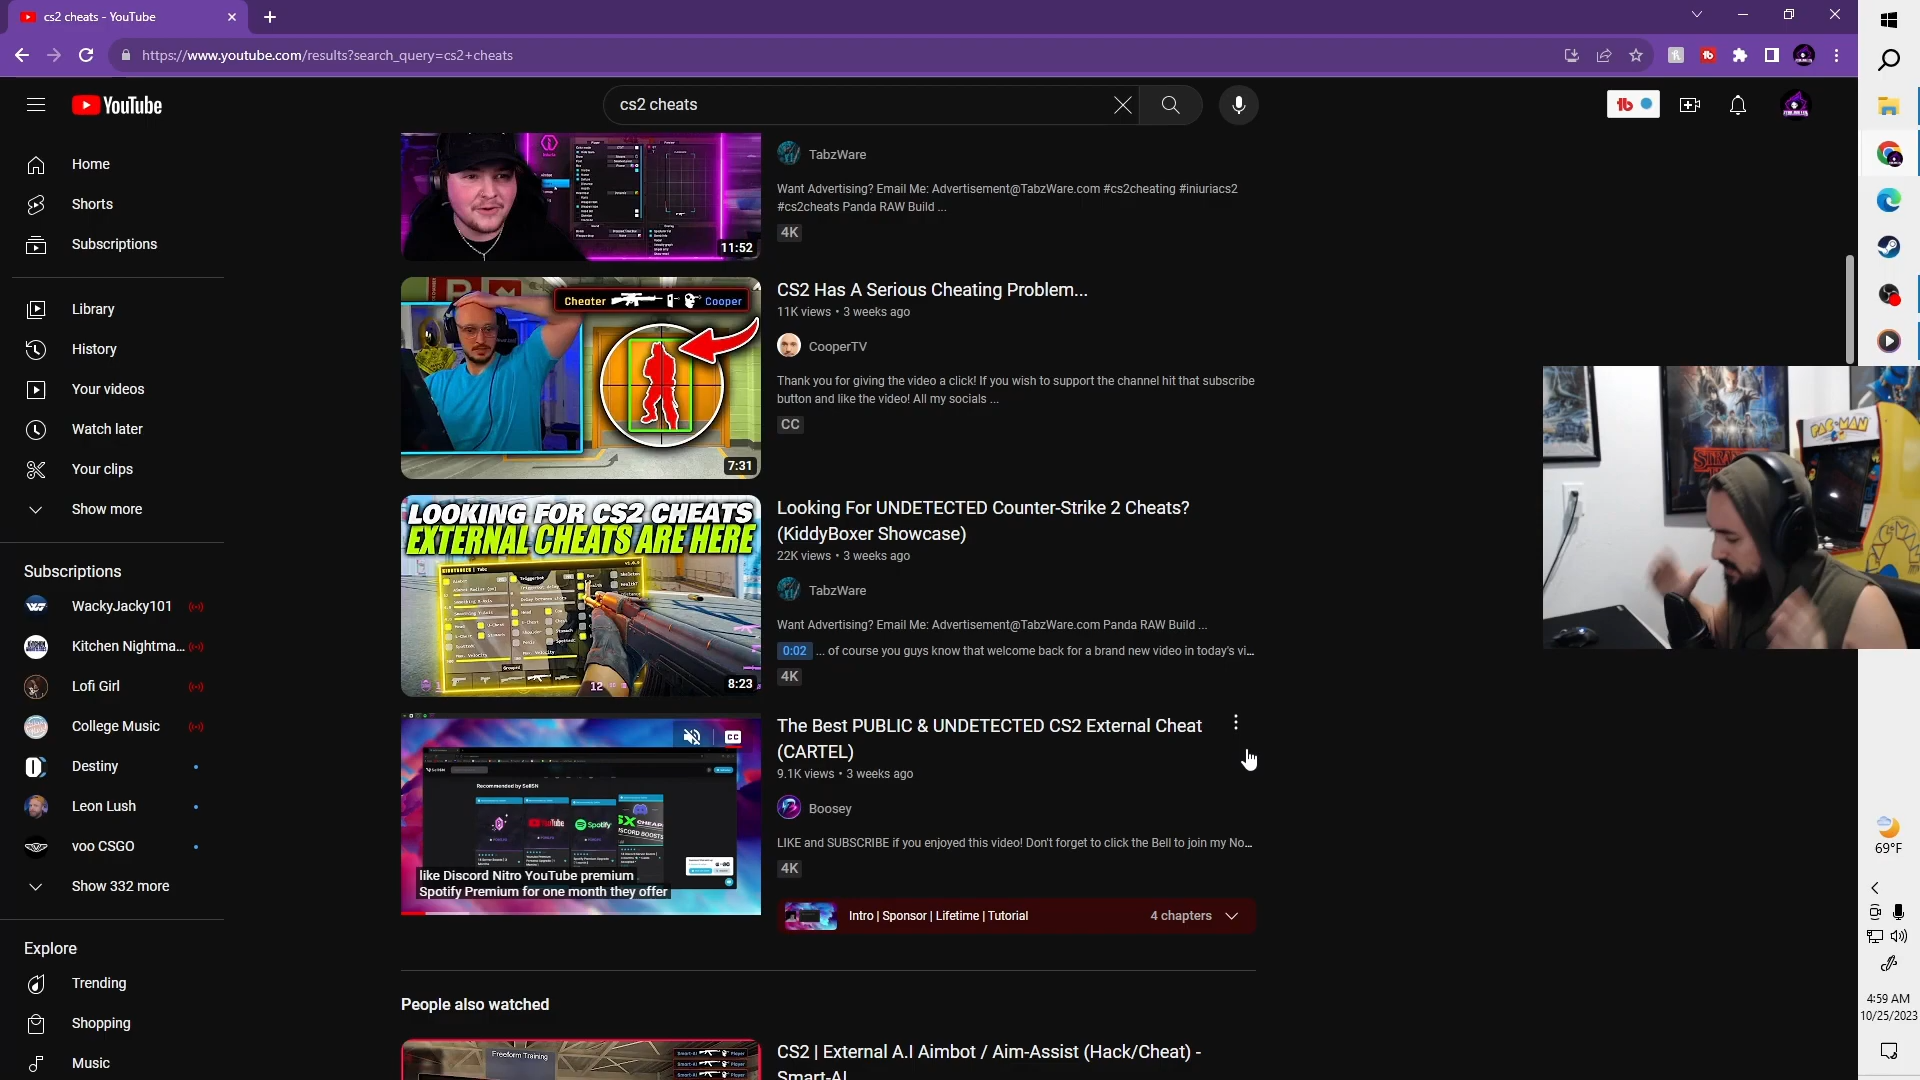 cs2 cheats - YouTube
https://www.youtube.com/results?search_query=cs2+cheats
YouTube
cs2 cheats
Home
Shorts
Subscriptions
Library
History
Your videos
Watch later
Your clips
Show more
Subscriptions
WackyJacky101
Kitchen Nightma...
Lofi Girl
College Music
Destiny
Leon Lush
voo CSGO
Show 332 more
Explore
Trending
Shopping
Music
11:52
TabzWare
Want Advertising? Email Me: Advertisement@TabzWare.com #cs2cheating #iniuriacs2
#cs2cheats Panda RAW Build ...
4K
Cheater Cooper
7:31
CS2 Has A Serious Cheating Problem...
11K views • 3 weeks ago
CooperTV
Thank you for giving the video a click! If you wish to support the channel hit that subscribe
button and like the video! All my socials ...
CC
LOOKING FOR CS2 CHEATS
EXTERNAL CHEATS ARE HERE
12
8:23
Looking For UNDETECTED Counter-Strike 2 Cheats?
(KiddyBoxer Showcase)
22K views • 3 weeks ago
TabzWare
Want Advertising? Email Me: Advertisement@TabzWare.com Panda RAW Build ...
0:02 ... of course you guys know that welcome back for a brand new video in today's vi...
4K
CC
Recommended by SellSN
YouTube
Spotify
like Discord Nitro YouTube premium
Spotify Premium for one month they offer
The Best PUBLIC & UNDETECTED CS2 External Cheat
(CARTEL)
9.1K views • 3 weeks ago
Boosey
LIKE and SUBSCRIBE if you enjoyed this video! Don't forget to click the Bell to join my No...
4K
Intro | Sponsor | Lifetime | Tutorial
4 chapters
People also watched
Freeform Training
CS2 | External A.I Aimbot / Aim-Assist (Hack/Cheat) -
Smart-AI
PAC-MAN
69°F
4:59 AM
10/25/2023